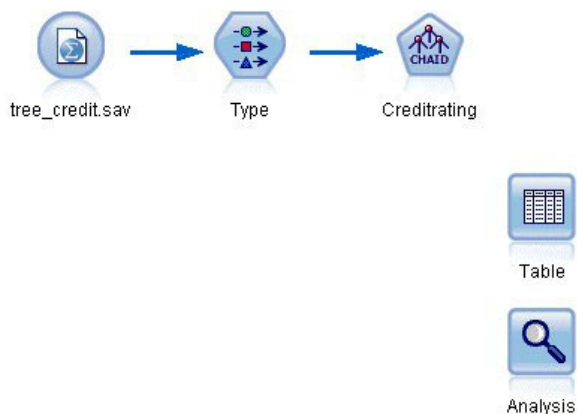 CHAID
tree_credit.sav
Type
Creditrating
Table
Analysis